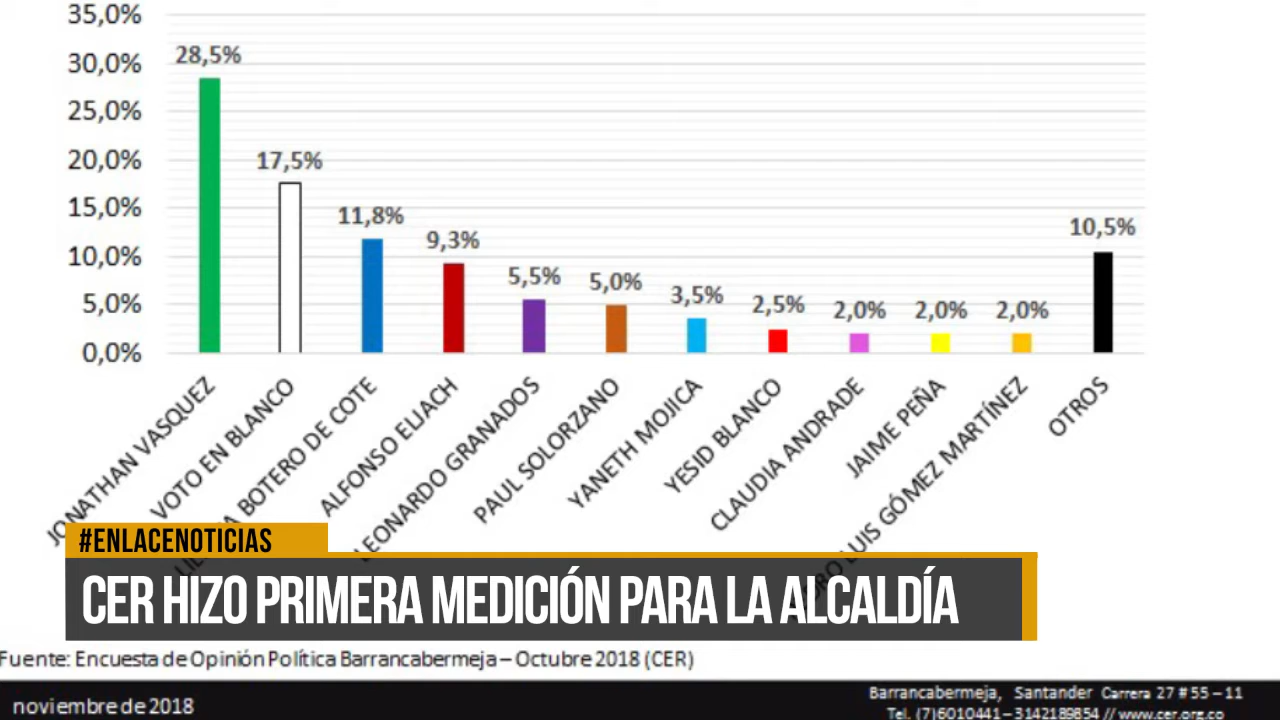 35,0%
30,0%
25,0%
20,0%
15,0%
10,0%
5,0%
0,0%
28,5%
17,5%
11,8%
9,3%
5,5%
5,0%
3,5%
2,5%
2,0%
2,0%
2,0%
10,5%
JONATHAN VASQUEZ
VOTO EN BLANCO
BOTERO DE COTE
ALFONSO ELJACH
LEONARDO GRANADOS
PAUL SOLORZANO
YANETH MOJICA
YESID BLANCO
CLAUDIA ANDRADE
JAIME PEÑA
LUIS GÓMEZ MARTÍNEZ
OTROS
#ENLACENOTICIAS
CER HIZO PRIMERA MEDICIÓN PARA LA ALCALDÍA
Fuente: Encuesta de Opinión Política Barrancabermeja – Octubre 2018 (CER)
noviembre de 2018
Barrancabermeja, Santander Carrera 27 # 55 – 11
Tel. (7)6010441 – 3142189854 // www.cer.org.co